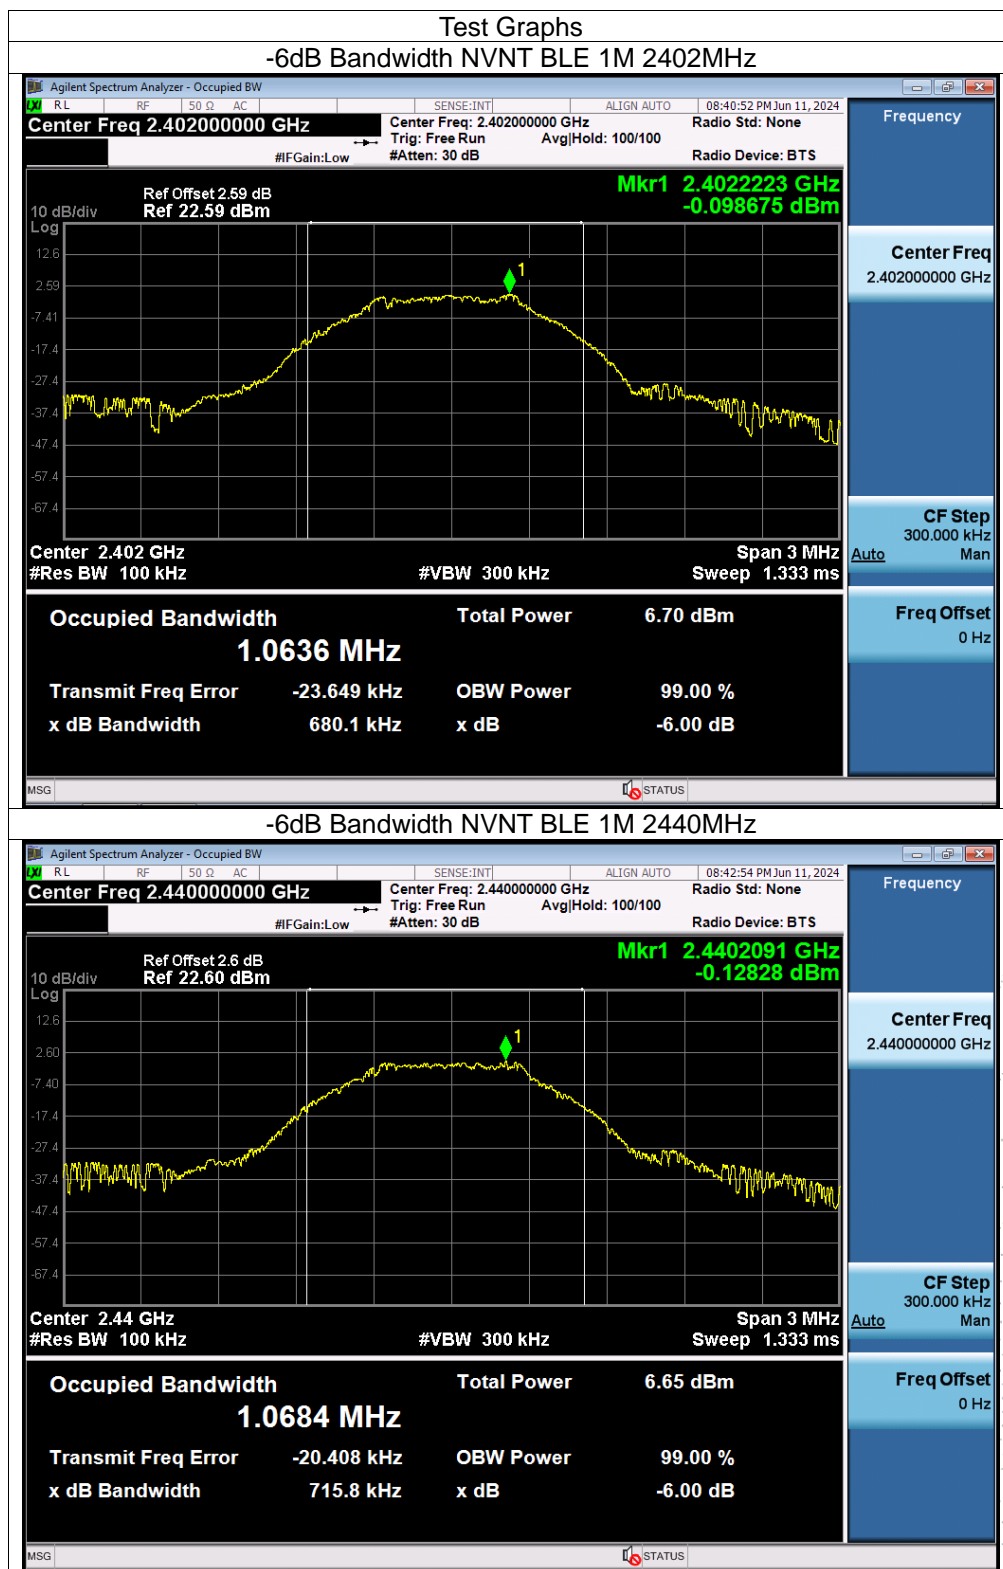 Test Graphs
-6dB Bandwidth NVNT BLE 1M 2402MHz
Agilent Spectrum Analyzer - Occupied BW
LXI RL RF 50 Ω AC SENSE:INT ALIGN AUTO 08:40:52 PM Jun 11, 2024
Center Freq 2.402000000 GHz
Center Freq: 2.402000000 GHz Radio Std: None
Trig: Free Run Avg|Hold: 100/100
#IFGain:Low #Atten: 30 dB Radio Device: BTS
Frequency
Mkr1 2.4022223 GHz
-0.098675 dBm
Ref Offset 2.59 dB
10 dB/div Ref 22.59 dBm
Log
12.6
2.59
-7.41
-17.4
-27.4
-37.4
-47.4
-57.4
-67.4
1
Center Freq
2.402000000 GHz
Center 2.402 GHz Span 3 MHz
#Res BW 100 kHz #VBW 300 kHz Sweep 1.333 ms
CF Step
300.000 kHz
Auto Man
Occupied Bandwidth Total Power 6.70 dBm
1.0636 MHz
Transmit Freq Error -23.649 kHz OBW Power 99.00 %
x dB Bandwidth 680.1 kHz x dB -6.00 dB
Freq Offset
0 Hz
MSG STATUS
-6dB Bandwidth NVNT BLE 1M 2440MHz
Agilent Spectrum Analyzer - Occupied BW
LXI RL RF 50 Ω AC SENSE:INT ALIGN AUTO 08:42:54 PM Jun 11, 2024
Center Freq 2.440000000 GHz
Center Freq: 2.440000000 GHz Radio Std: None
Trig: Free Run Avg|Hold: 100/100
#IFGain:Low #Atten: 30 dB Radio Device: BTS
Frequency
Mkr1 2.4402091 GHz
-0.12828 dBm
Ref Offset 2.6 dB
10 dB/div Ref 22.60 dBm
Log
12.6
2.60
-7.40
-17.4
-27.4
-37.4
-47.4
-57.4
-67.4
1
Center Freq
2.440000000 GHz
Center 2.44 GHz Span 3 MHz
#Res BW 100 kHz #VBW 300 kHz Sweep 1.333 ms
CF Step
300.000 kHz
Auto Man
Occupied Bandwidth Total Power 6.65 dBm
1.0684 MHz
Transmit Freq Error -20.408 kHz OBW Power 99.00 %
x dB Bandwidth 715.8 kHz x dB -6.00 dB
Freq Offset
0 Hz
MSG STATUS